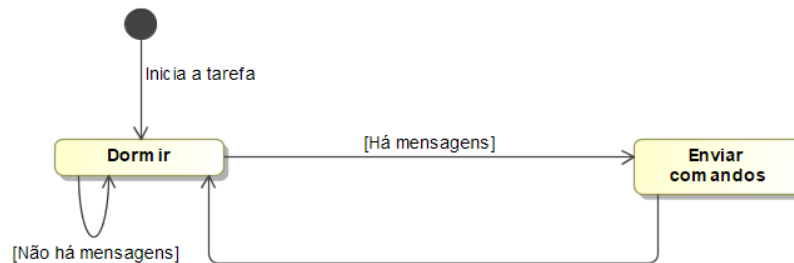 Inicia a tarefa
[Há mensagens]
Dormir
Enviar
comandos
[Não há mensagens]